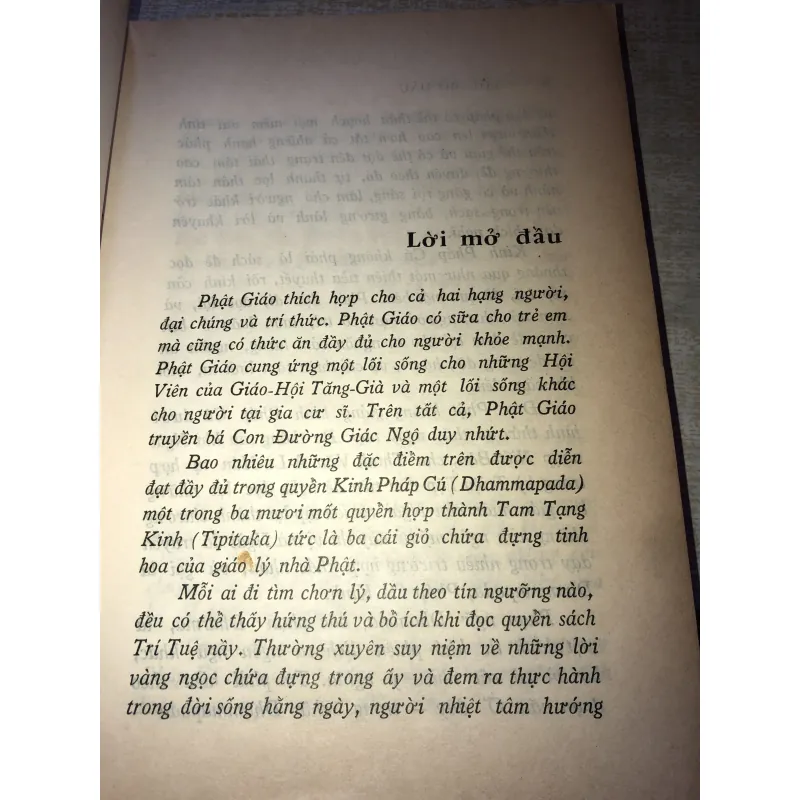 Lời mở đầu
Phật Giáo thích hợp cho cả hai hạng người,
đại chúng và trí thức. Phật Giáo có sữa cho trẻ em
mà cũng có thức ăn đầy đủ cho người khỏe mạnh.
Phật Giáo cung ứng một lối sống cho những Hội
Viên của Giáo-Hội Tăng-Già và một lối sống khác
cho người tại gia cư sĩ. Trên tất cả, Phật Giáo
truyền bá Con Đường Giác Ngộ duy nhứt.
Bao nhiêu những đặc điểm trên được diễn
đạt đầy đủ trong quyển Kinh Pháp Cú (Dhammapada)
một trong ba mươi mốt quyển hợp thành Tam Tạng
Kinh (Tipitaka) tức là ba cái giỏ chứa đựng tinh
hoa của giáo lý nhà Phật.
Mỗi ai đi tìm chơn lý, dầu theo tín ngưỡng nào,
đều có thể thấy hứng thú và bổ ích khi đọc quyển sách
Trí Tuệ nầy. Thường xuyên suy niệm về những lời
vàng ngọc chứa đựng trong ấy và đem ra thực hành
trong đời sống hằng ngày, người nhiệt tâm hướng